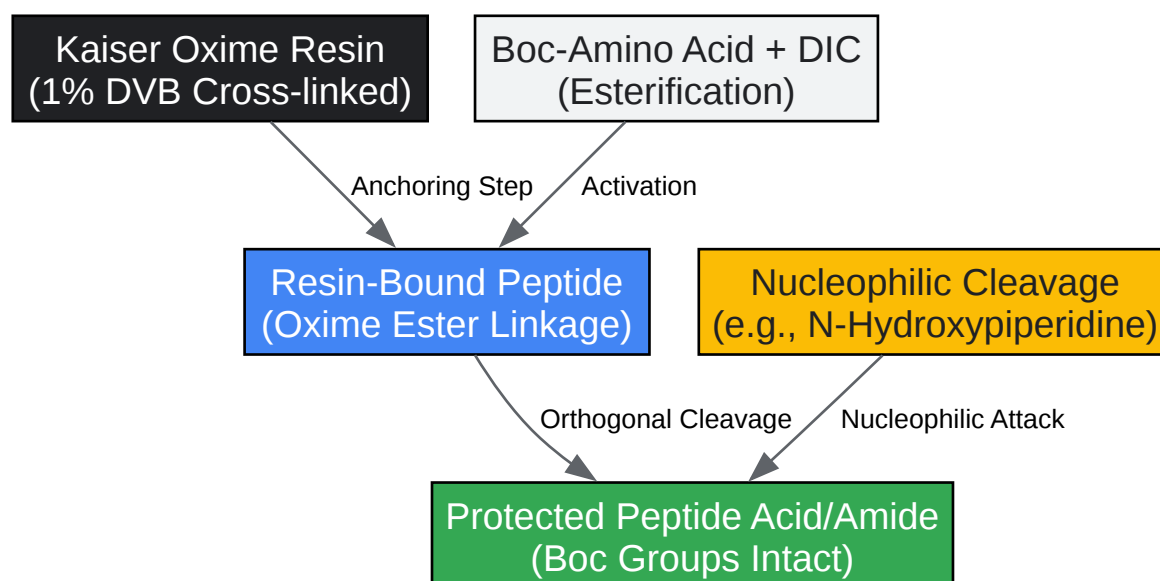 Kaiser Oxime Resin
(1% DVB Cross-linked)
Boc-Amino Acid + DIC
(Esterification)
Anchoring Step
Activation
Resin-Bound Peptide
(Oxime Ester Linkage)
Nucleophilic Cleavage
(e.g., N-Hydroxypiperidine)
Orthogonal Cleavage
Nucleophilic Attack
Protected Peptide Acid/Amide
(Boc Groups Intact)